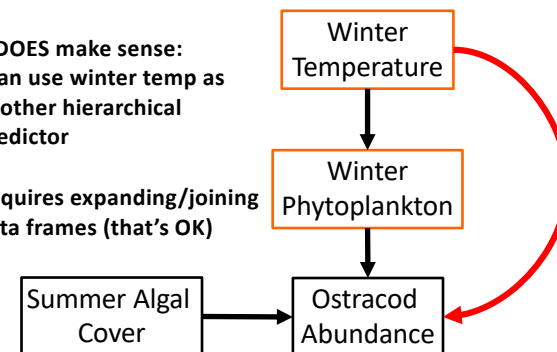 DOES make sense:
an use winter temp as
other hierarchical
edictor
quires expanding/joining
ta frames (that's OK)
Winter
Temperature
Winter
Phytoplankton
Summer Algal
Cover
Ostracod
Abundance